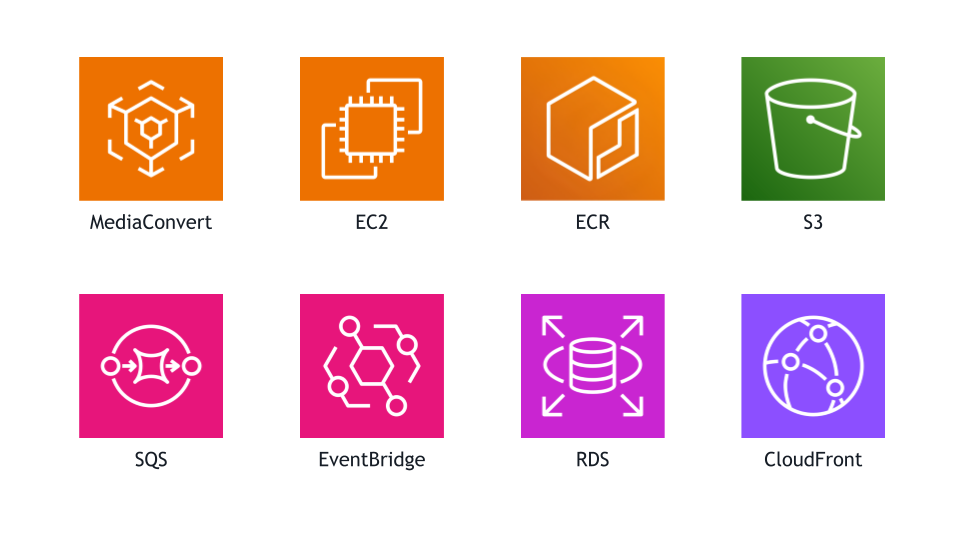 MediaConvert
EC2
ECR
S3
SQS
EventBridge
RDS
CloudFront